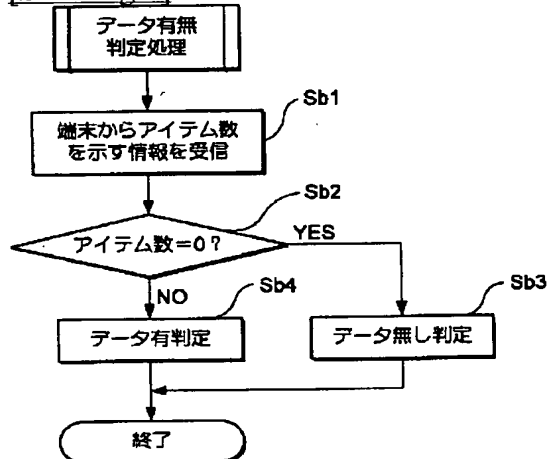 データ有無
判定処理
Sb1
端末からアイテム数
を示す情報を受信
Sb2
アイテム数=0?
YES
NO
Sb4
Sb3
データ有判定
データ無し判定
終了